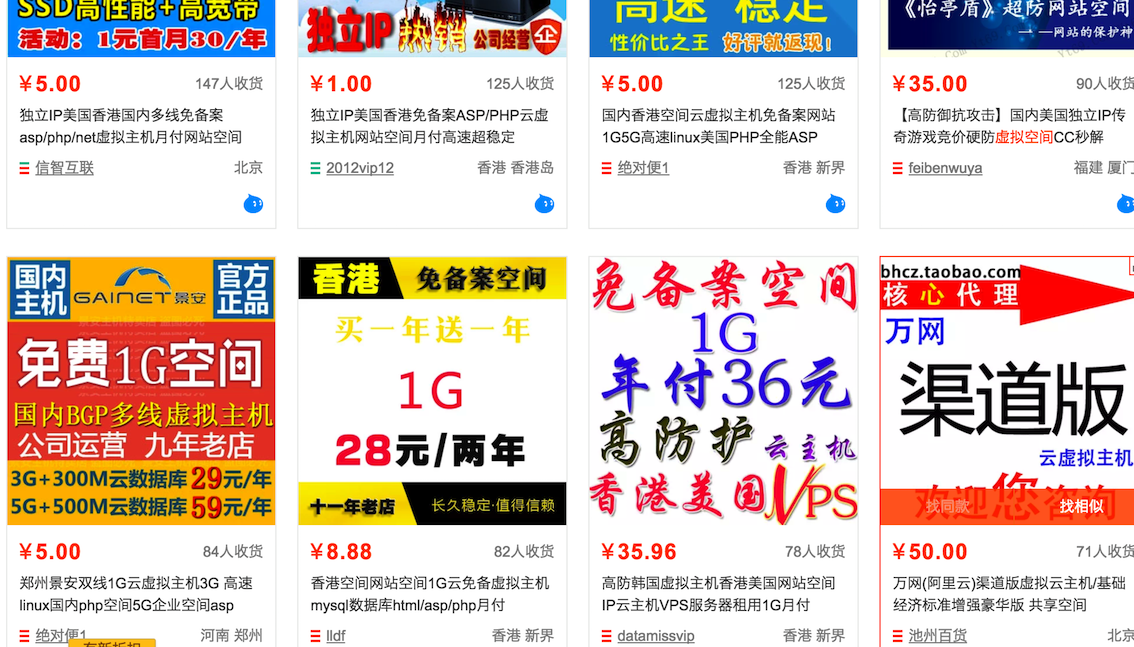 SSD高性能+高宽带
活动：1元首月30/年
独立IP 火热销售 公司经营 企
高速 稳定
性价比之王 好评就返现!
《怡亭盾》超防网站空间
— —网站的保护神
¥5.00 147人收货
独立IP美国香港国内多线免备案
asp/php/net虚拟主机月付网站空间
信智互联 北京
¥1.00 125人收货
独立IP美国香港免备案ASP/PHP云虚
拟主机网站空间月付高速超稳定
2012vip12 香港 香港岛
¥5.00 125人收货
国内香港空间云虚拟主机免备案网站
1G5G高速linux美国PHP全能ASP
绝对便1 香港 新界
¥35.00 90人收货
【高防御抗攻击】国内美国独立IP传
奇游戏竞价硬防虚拟空间CC秒解
feibenwuya 福建 厦门
国内
主机
GAINET景安
官方
正品
免费1G空间
国内BGP多线虚拟主机
公司运营 九年老店
3G+300M云数据库29元/年
5G+500M云数据库59元/年
¥5.00 84人收货
郑州景安双线1G云虚拟主机3G 高速
linux国内php空间5G企业空间asp
绝对便1 河南 郑州
香港 免备案空间
买一年送一年
1G
28元/两年
十一年老店 长久稳定·值得信赖
¥8.88 82人收货
香港空间网站空间1G云免备虚拟主机
mysql数据库html/asp/php月付
lldf 香港 新界
免备案空间
1G
年付36元
高防护 云主机
香港美国VPS
¥35.96 78人收货
高防韩国虚拟主机香港美国网站空间
IP云主机VPS服务器租用1G月付
datamissvip 香港 新界
bhcz.taobao.com
核心代理
万网
渠道版
云虚拟主机
欢迎您咨询
找同款 找相似
¥50.00 71人收货
万网(阿里云)渠道版虚拟云主机/基础
经济标准增强豪华版 共享空间
池州百货 北京